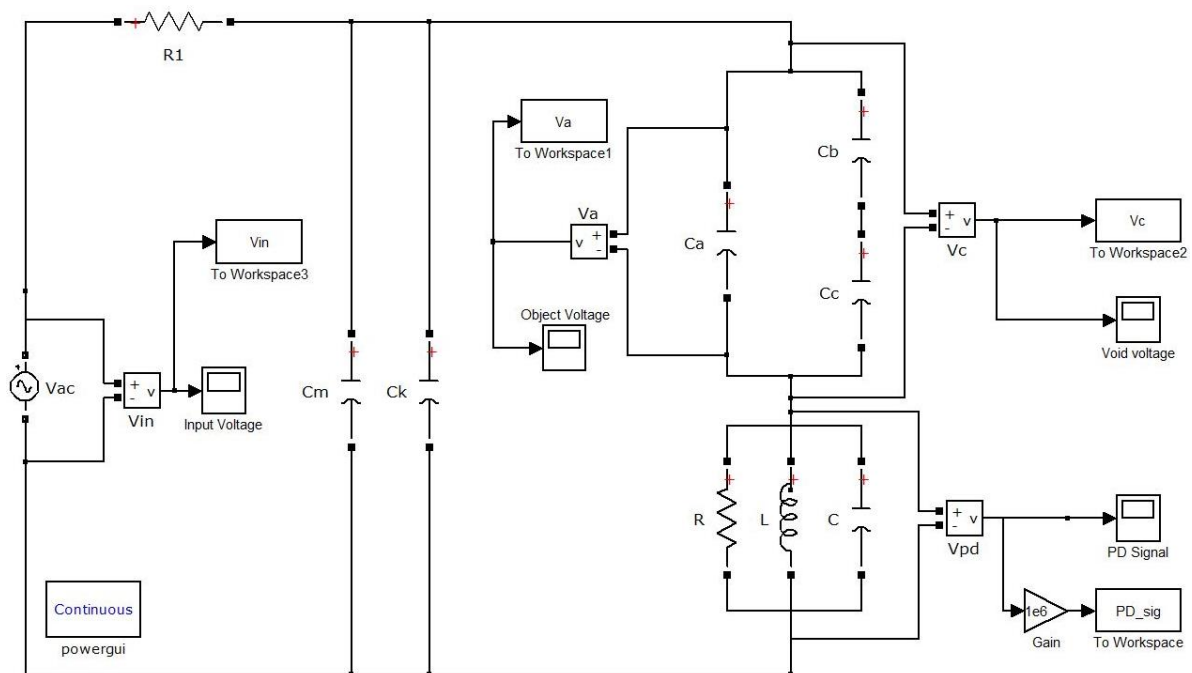 R1
Va
To Workspace1
Cb
Va
+
-
v
Ca
Vin
To Workspace3
+
-
v
Vc
Vc
To Workspace2
Cc
Object Voltage
Void voltage
Vac
+
-
v
Vin
Input Voltage
Cm
Ck
R
L
C
+
-
v
Vpd
PD Signal
Continuous
powergui
1e6
Gain
PD_sig
To Workspace